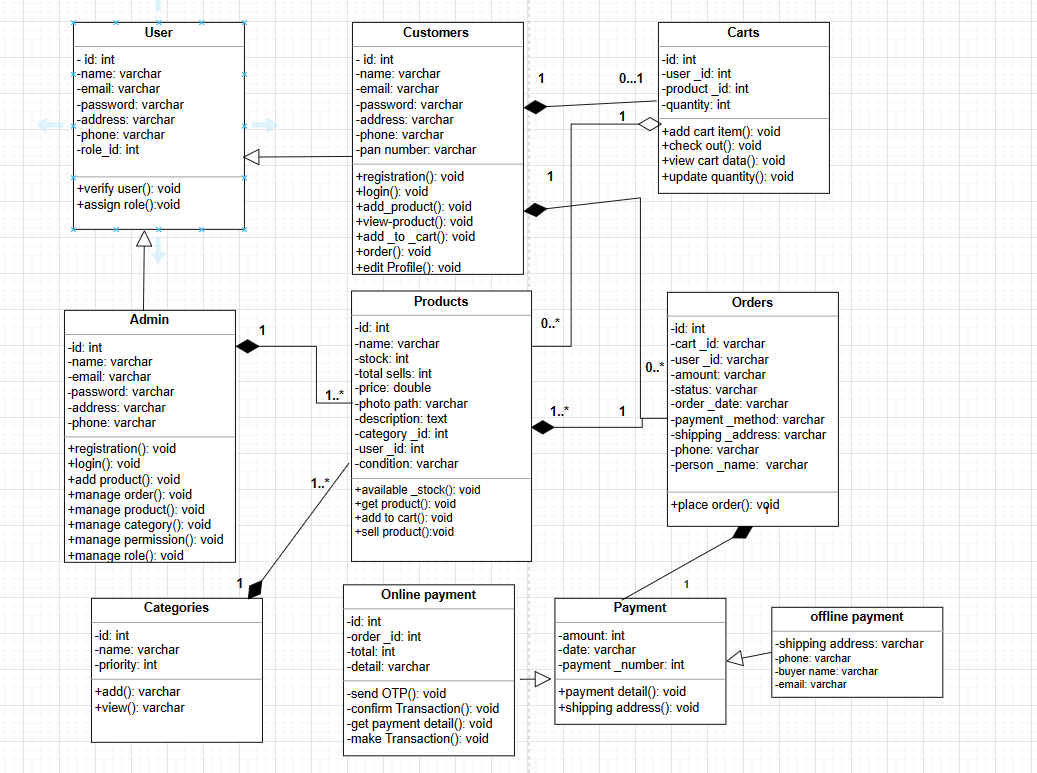 User
- id: int
-name: varchar
-email: varchar
-password: varchar
-address: varchar
-phone: varchar
-role_id: int
+verify user(): void
+assign role():void
Customers
- id: int
-name: varchar
-email: varchar
-password: varchar
-address: varchar
-phone: varchar
-pan number: varchar
+registration(): void
+login(): void
+add_product(): void
+view-product(): void
+add _to _cart(): void
+order(): void
+edit Profile(): void
1
0...1
1
1
Carts
-id: int
-user _id: int
-product _id: int
-quantity: int
+add cart item(): void
+check out(): void
+view cart data(): void
+update quantity(): void
Admin
-id: int
-name: varchar
-email: varchar
-password: varchar
-address: varchar
-phone: varchar
+registration(): void
+login(): void
+add product(): void
+manage order(): void
+manage product(): void
+manage category(): void
+manage permission(): void
+manage role(): void
1
1..*
1..*
1
Products
-id: int
-name: varchar
-stock: int
-total sells: int
-price: double
-photo path: varchar
-description: text
-category _id: int
-user _id: int
-condition: varchar
+available _stock(): void
+get product(): void
+add to cart(): void
+sell product():void
0..*
0..*
1..*
1
Orders
-id: int
-cart _id: varchar
-user _id: varchar
-amount: varchar
-status: varchar
-order _date: varchar
-payment _method: varchar
-shipping _address: varchar
-phone: varchar
-person _name: varchar
+place order(): void
1
1
Categories
-id: int
-name: varchar
-priority: int
+add(): varchar
+view(): varchar
Online payment
-id: int
-order _id: int
-total: int
-detail: varchar
-send OTP(): void
-confirm Transaction(): void
-get payment detail(): void
-make Transaction(): void
Payment
-amount: int
-date: varchar
-payment _number: int
+payment detail(): void
+shipping address(): void
offline payment
-shipping address: varchar
-phone: varchar
-buyer name: varchar
-email: varchar